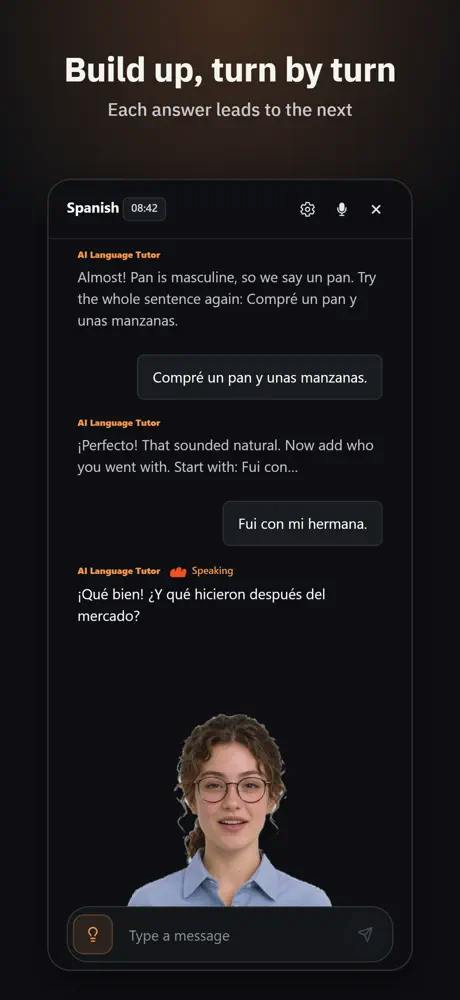 Build up, turn by turn
Each answer leads to the next
Spanish 08:42
AI Language Tutor
Almost! Pan is masculine, so we say un pan. Try
the whole sentence again: Compré un pan y
unas manzanas.
Compré un pan y unas manzanas.
AI Language Tutor
¡Perfecto! That sounded natural. Now add who
you went with. Start with: Fui con...
Fui con mi hermana.
AI Language Tutor Speaking
¡Qué bien! ¿Y qué hicieron después del
mercado?
Type a message